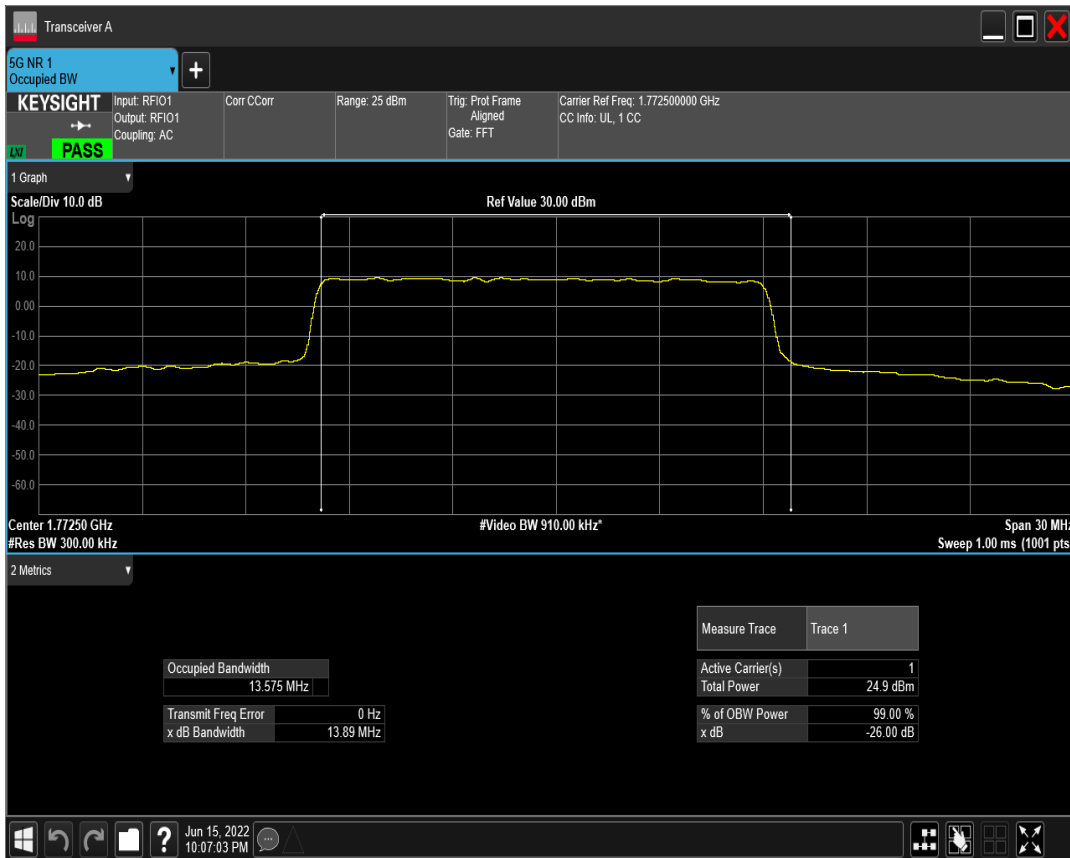 Transceiver A
5G NR 1
Occupied BW
+
KEYSIGHT
LXI
PASS
Input: RFIO1
Output: RFIO1
Coupling: AC
Corr CCorr
Range: 25 dBm
Trig: Prot Frame
Aligned
Gate: FFT
Carrier Ref Freq: 1.772500000 GHz
CC Info: UL, 1 CC
1 Graph
Scale/Div 10.0 dB
Ref Value 30.00 dBm
Log
20.0
10.0
0.00
-10.0
-20.0
-30.0
-40.0
-50.0
-60.0
Center 1.77250 GHz
#Video BW 910.00 kHz*
Span 30 MHz
#Res BW 300.00 kHz
Sweep 1.00 ms (1001 pts
2 Metrics
Measure Trace Trace 1
Occupied Bandwidth
13.575 MHz
Active Carrier(s) 1
Total Power 24.9 dBm
Transmit Freq Error 0 Hz
x dB Bandwidth 13.89 MHz
% of OBW Power 99.00 %
x dB -26.00 dB
?
Jun 15, 2022
10:07:03 PM